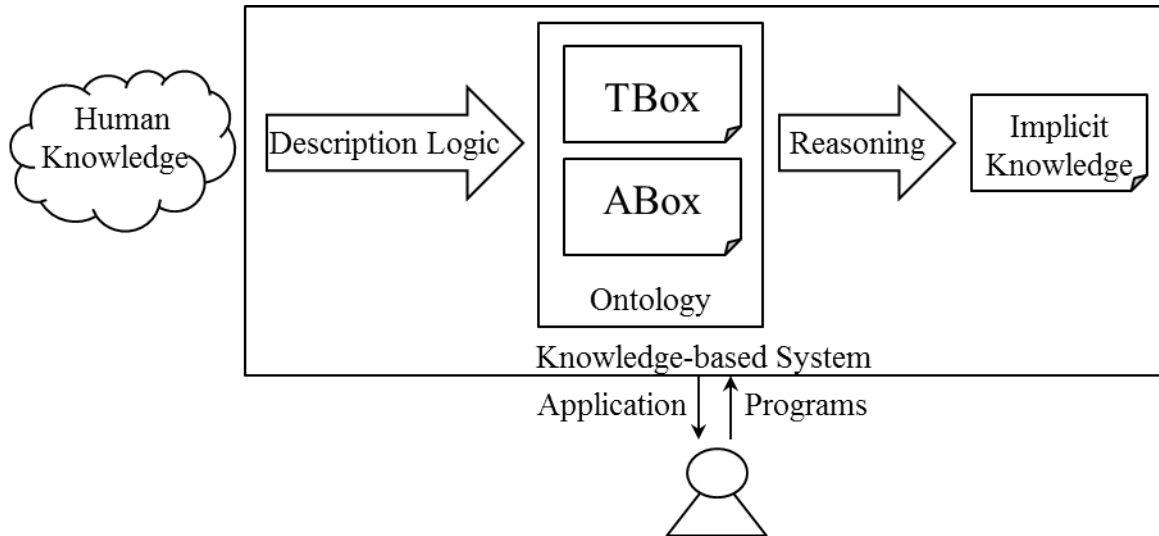 Human
Knowledge
Description Logic
TBox
ABox
Ontology
Reasoning
Implicit
Knowledge
Knowledge-based System
Application
Programs